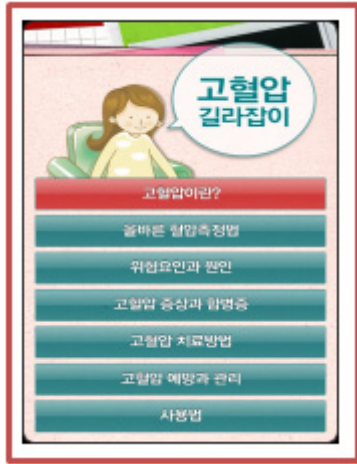 고혈압
길라잡이
고혈압이란?
올바른 혈압측정법
위험요인과 원인
고혈압 증상과 합병증
고혈압 치료방법
고혈압 예방과 관리
사용법